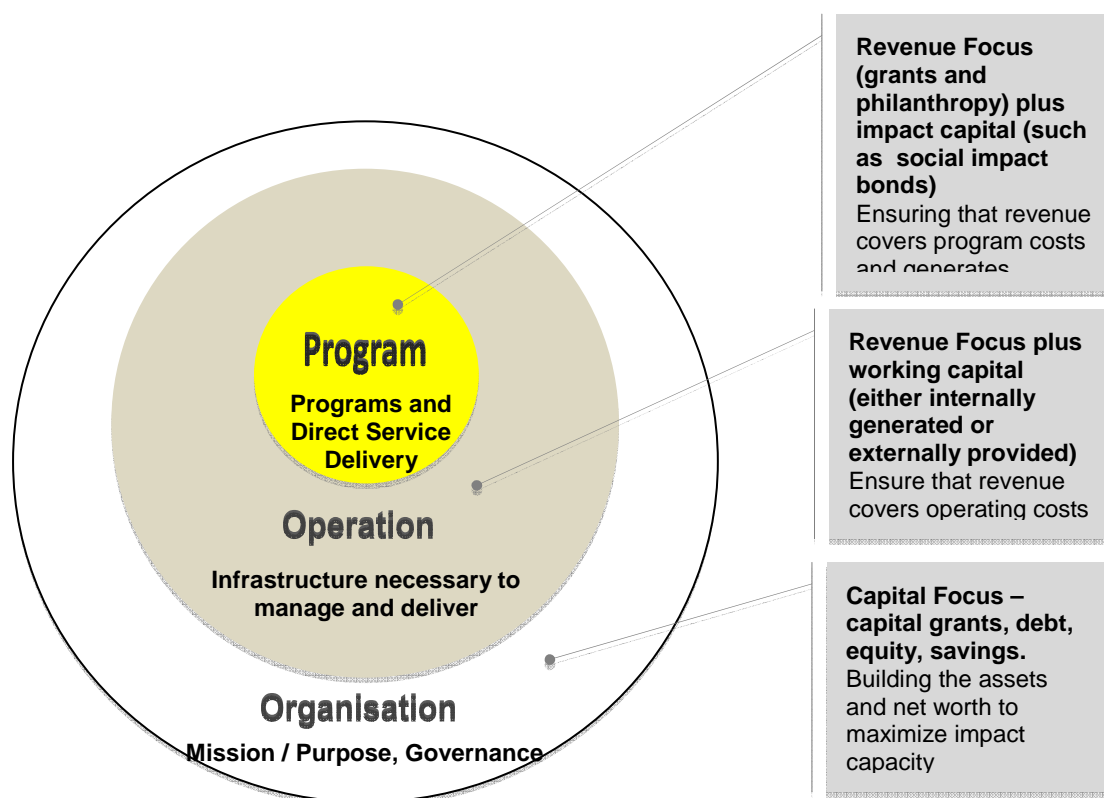 Revenue Focus
(grants and
philanthropy) plus
impact capital (such
as social impact
bonds)
Ensuring that revenue
covers program costs
and generates
Program
Programs and
Direct Service
Delivery
Revenue Focus plus
working capital
(either internally
generated or
externally provided)
Ensure that revenue
covers operating costs
Operation
Infrastructure necessary to
manage and deliver
Capital Focus –
capital grants, debt,
equity, savings.
Building the assets
and net worth to
maximize impact
capacity
Organisation
Mission / Purpose, Governance